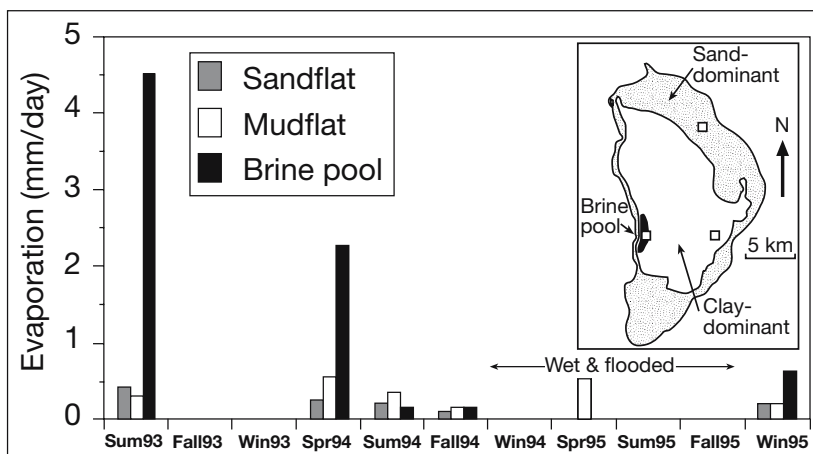 5
4
3
2
1
0
Evaporation (mm/day)
Sandflat
Mudflat
Brine pool
Sand-
dominant
N
Brine
pool
5 km
Clay-
dominant
Wet & flooded
Sum93 Fall93 Win93 Spr94 Sum94 Fall94 Win94 Spr95 Sum95 Fall95 Win95